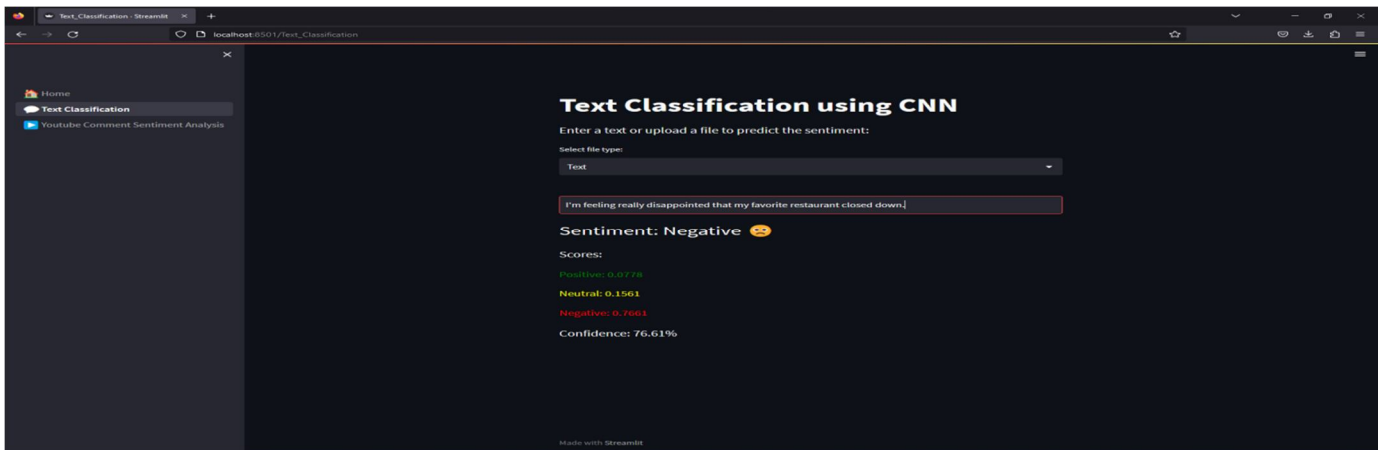 Text_Classification · Streamlit
localhost:8501/Text_Classification
Home
Text Classification
Youtube Comment Sentiment Analysis
Text Classification using CNN
Enter a text or upload a file to predict the sentiment:
Select file type:
Text
I'm feeling really disappointed that my favorite restaurant closed down.
Sentiment: Negative
Scores:
Positive: 0.0778
Neutral: 0.1561
Negative: 0.7661
Confidence: 76.61%
Made with Streamlit